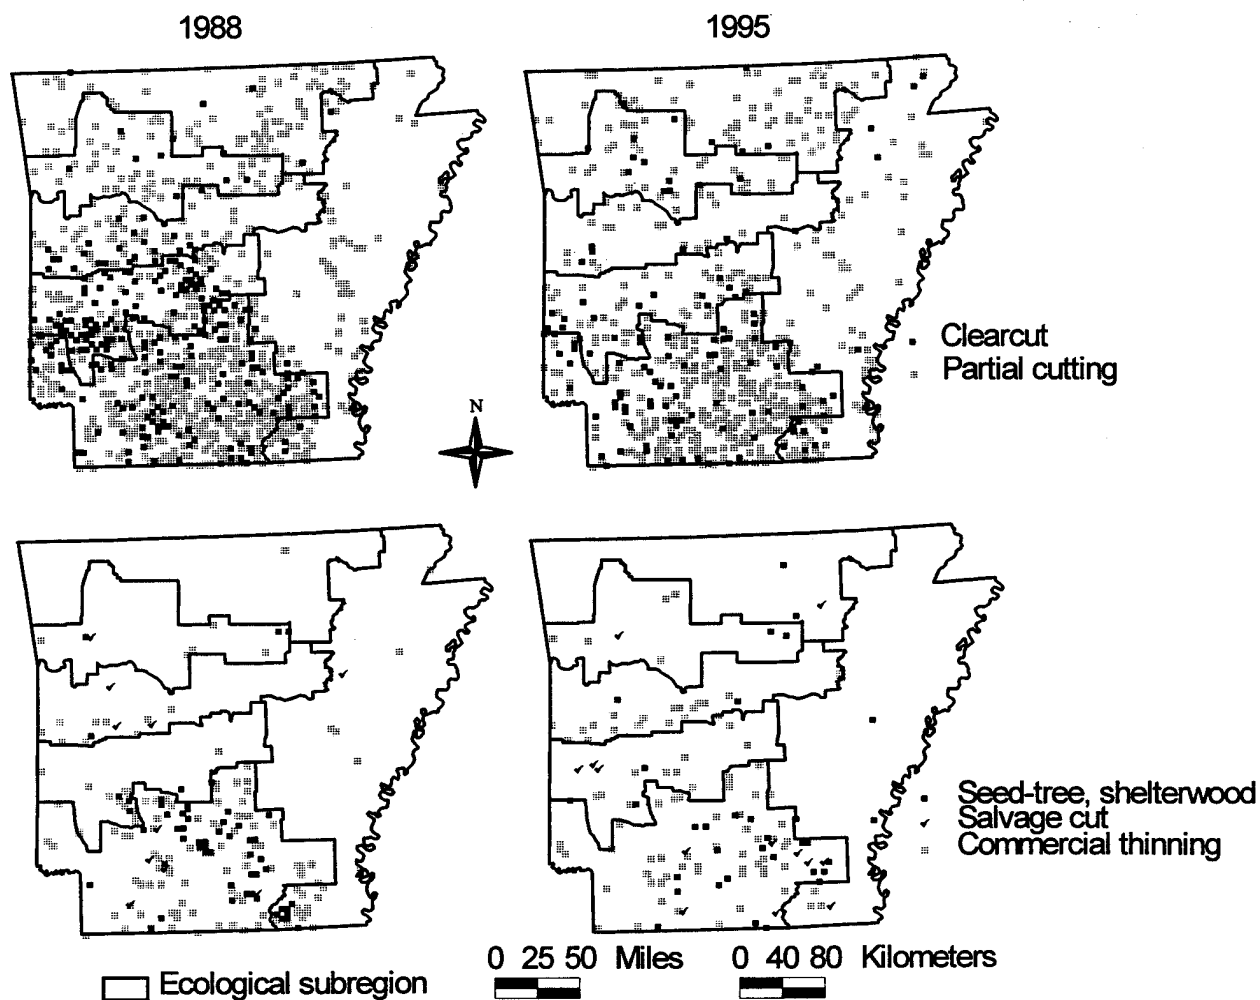 1988
1995
Clearcut
Partial cutting
N
Seed-tree, shelterwood
Salvage cut
Commercial thinning
Ecological subregion
0 25 50 Miles
0 40 80 Kilometers